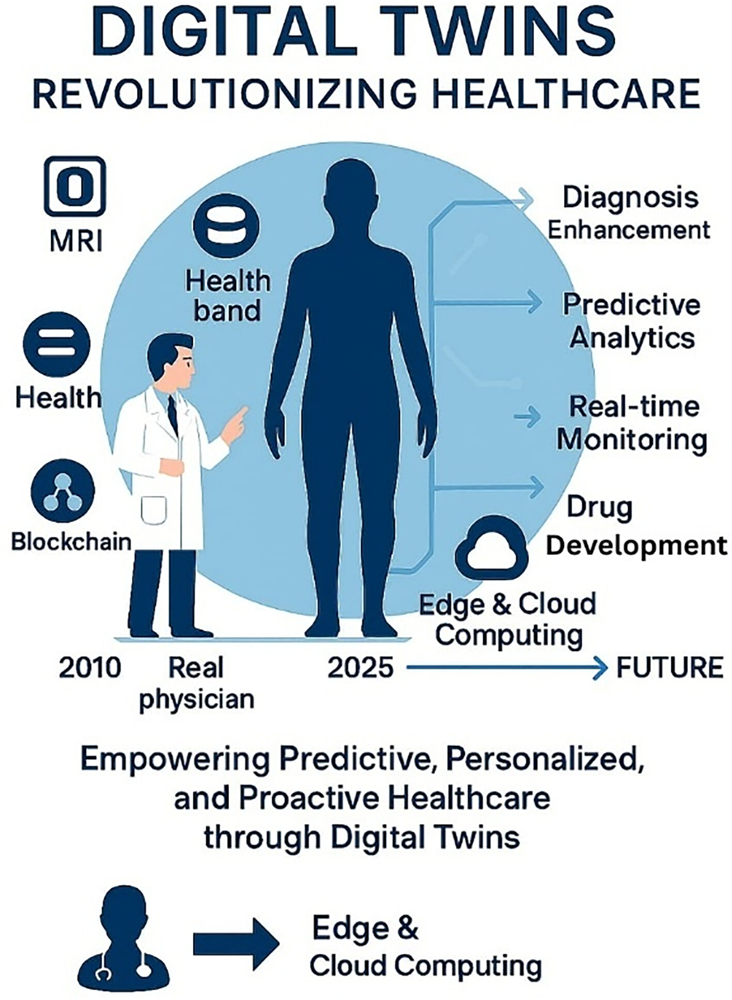 DIGITAL TWINS
REVOLUTIONIZING HEALTHCARE
MRI
Health
band
Health
Blockchain
Diagnosis
Enhancement
Predictive
Analytics
Real-time
Monitoring
Drug
Development
Edge & Cloud
Computing
2010
Real
physician
2025
FUTURE
Empowering Predictive, Personalized,
and Proactive Healthcare
through Digital Twins
Edge &
Cloud Computing